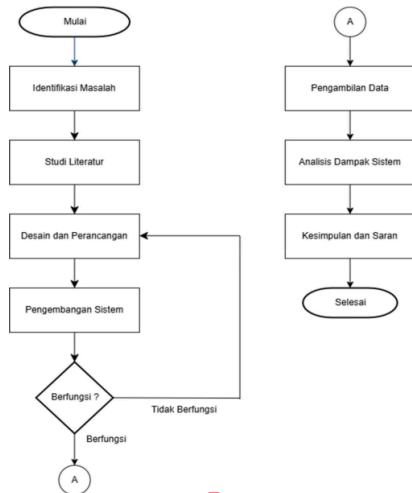 Mulai
Identifikasi Masalah
Studi Literatur
Desain dan Perancangan
Pengembangan Sistem
Berfungsi ?
Tidak Berfungsi
Berfungsi
A
A
Pengambilan Data
Analisis Dampak Sistem
Kesimpulan dan Saran
Selesai